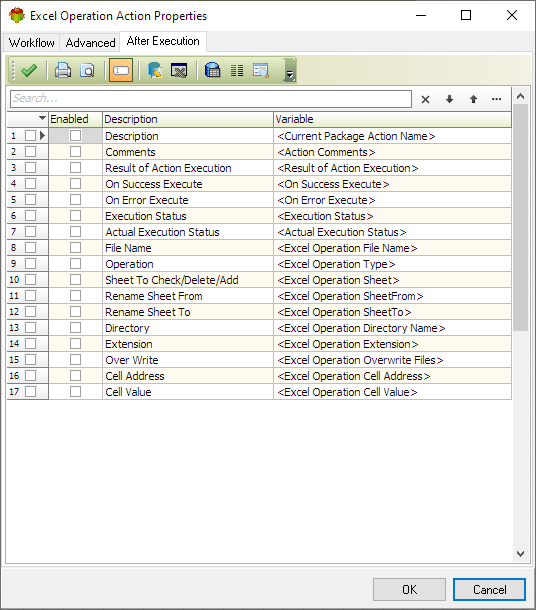 Excel Operation Action Properties
Workflow Advanced After Execution
Search...
Enabled Description Variable
1 Description <Current Package Action Name>
2 Comments <Action Comments>
3 Result of Action Execution <Result of Action Execution>
4 On Success Execute <On Success Execute>
5 On Error Execute <On Error Execute>
6 Execution Status <Execution Status>
7 Actual Execution Status <Actual Execution Status>
8 File Name <Excel Operation File Name>
9 Operation <Excel Operation Type>
10 Sheet To Check/Delete/Add <Excel Operation Sheet>
11 Rename Sheet From <Excel Operation SheetFrom>
12 Rename Sheet To <Excel Operation SheetTo>
13 Directory <Excel Operation Directory Name>
14 Extension <Excel Operation Extension>
15 Over Write <Excel Operation Overwrite Files>
16 Cell Address <Excel Operation Cell Address>
17 Cell Value <Excel Operation Cell Value>
OK Cancel